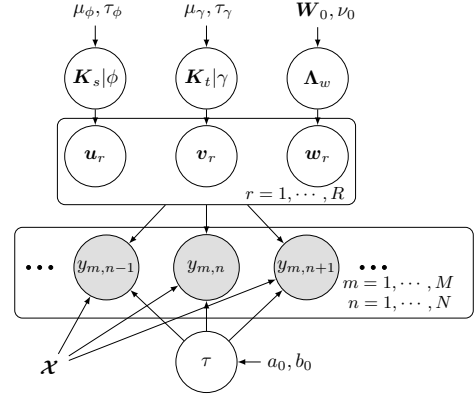 μ_ϕ, τ_ϕ μ_γ, τ_γ W_0, ν_0
K_s|ϕ K_t|γ Λ_w
u_r v_r w_r
r = 1, ⋯, R
y_{m,n−1} y_{m,n} y_{m,n+1}
m = 1, ⋯, M
n = 1, ⋯, N
𝓧 τ a_0, b_0